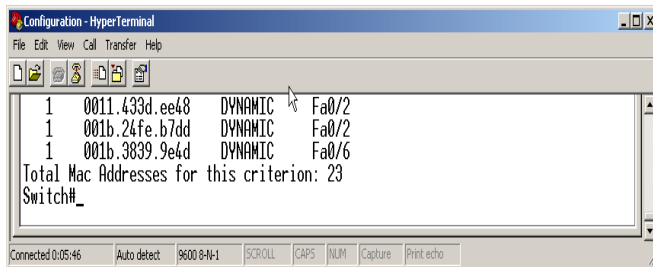 Configuration - HyperTerminal
File Edit View Call Transfer Help
1 0011.433d.ee48 DYNAMIC Fa0/2
1 001b.24fe.b7dd DYNAMIC Fa0/2
1 001b.3839.9e4d DYNAMIC Fa0/6
Total Mac Addresses for this criterion: 23
Switch#_
Connected 0:05:46 Auto detect 9600 8-N-1 SCROLL CAPS NUM Capture Print echo